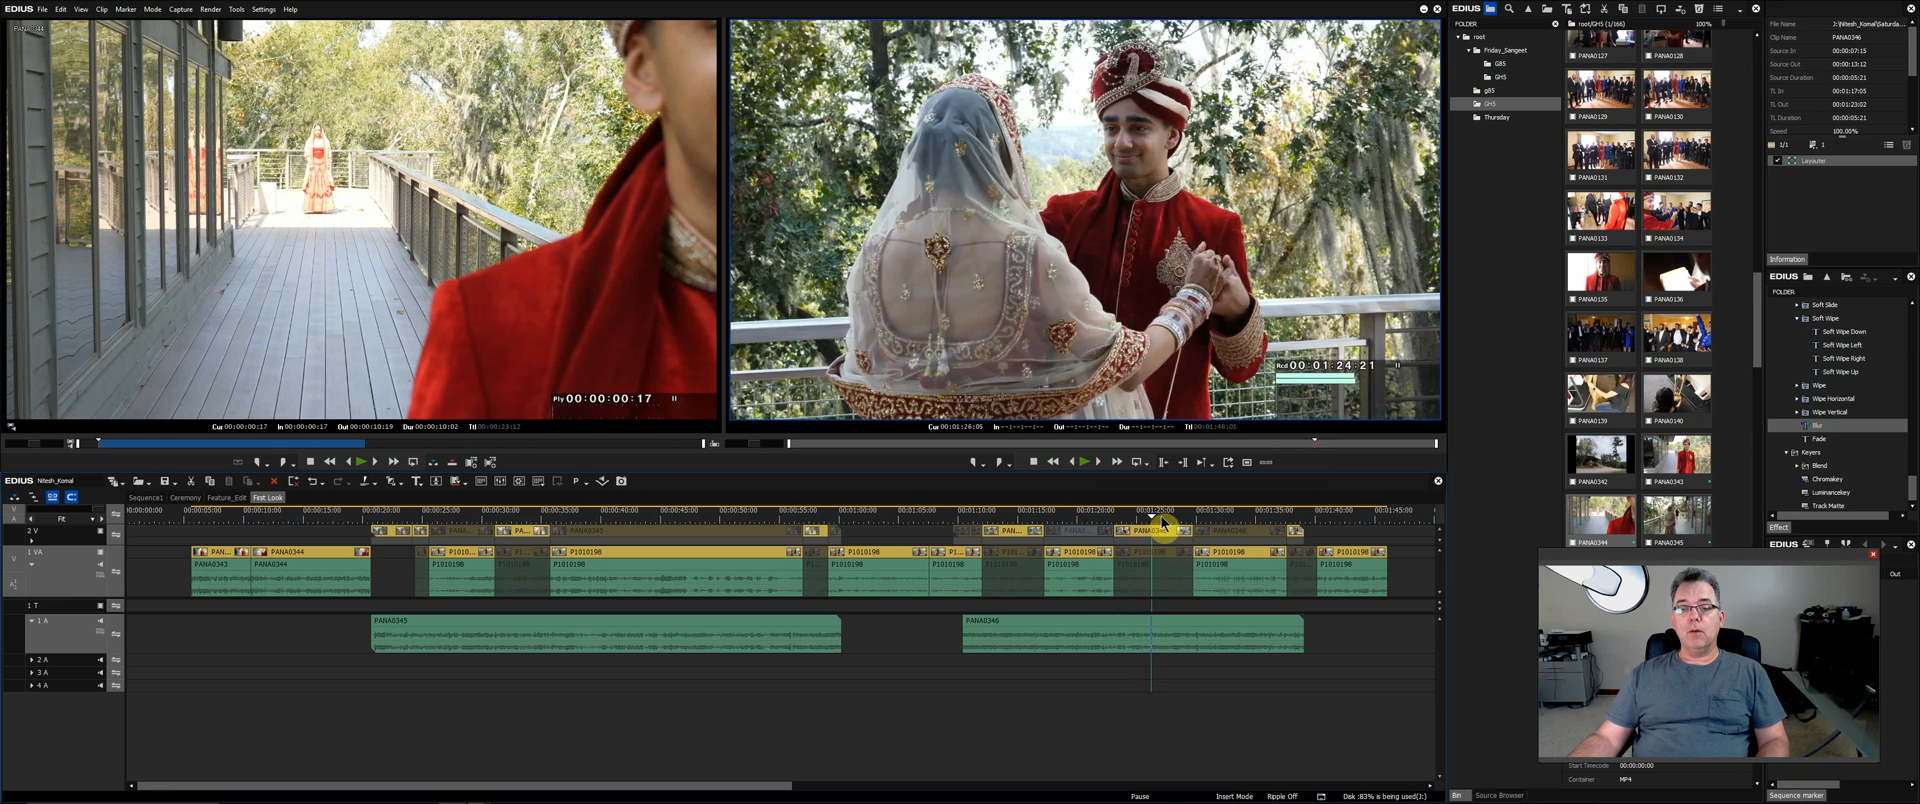 EDIUS File Edit View Clip Marker Mode Capture Render Tools Settings Help
PANA0344
Ply 00:00:00:17 II
Rcd 00:01:24:21 II
Cur 00:00:00:17 In 00:00:00:17 Out 00:00:10:19 Dur 00:00:10:02 Ttl 00:00:23:12
Cur 00:01:26:05 In --:--:--:-- Out --:--:--:-- Dur --:--:--:-- Ttl 00:01:46:01
EDIUS Nitesh_Komal
Sequence1 Ceremony Feature_Edit First Look
Fit
00:00:00:00 00:00:05:00 00:00:10:00 00:00:15:00 00:00:20:00 00:00:25:00 00:00:30:00 00:00:35:00 00:00:40:00 00:00:45:00 00:00:50:00 00:00:55:00 00:01:00:00 00:01:05:00 00:01:10:00 00:01:15:00 00:01:20:00 00:01:25:00 00:01:30:00 00:01:35:00 00:01:40:00 00:01:45:00
2 V
PANA0345
PANA0346
1 VA
PAN... PANA0344 P1010... P1010198 P1010198 P1... P1010198 P1010198 P1010198
PANA0343 PANA0344 P1010198 P1010198 P1010198 P1010198 P1010198 P1010198 P1010198
1 T
1 A
PANA0345 PANA0346
2 A
3 A
4 A
Pause Insert Mode Ripple Off Disk :83% is being used(J:)
EDIUS
FOLDER
root
Friday_Sangeet
G85
GH5
g85
GH5
Thursday
root/GH5 (1/166) 100%
PANA0127 PANA0128
PANA0129 PANA0130
PANA0131 PANA0132
PANA0133 PANA0134
PANA0135 PANA0136
PANA0137 PANA0138
PANA0139 PANA0140
PANA0342 PANA0343
PANA0344 PANA0345
Start Timecode 00:00:00:00
Container MP4
Bin Source Browser
File Name J:\Nitesh_Komal\Saturda...
Clip Name PANA0346
Source In 00:00:07:15
Source Out 00:00:13:12
Source Duration 00:00:05:21
TL In 00:01:17:05
TL Out 00:01:23:02
TL Duration 00:00:05:21
Speed 100.00%
1/1 1
Layouter
Information
EDIUS
FOLDER
Soft Slide
Soft Wipe
Soft Wipe Down
Soft Wipe Left
Soft Wipe Right
Soft Wipe Up
Wipe
Wipe Horizontal
Wipe Vertical
Blur
Fade
Keyers
Blend
Chromakey
Luminancekey
Track Matte
Effect
EDIUS
Out
Sequence marker